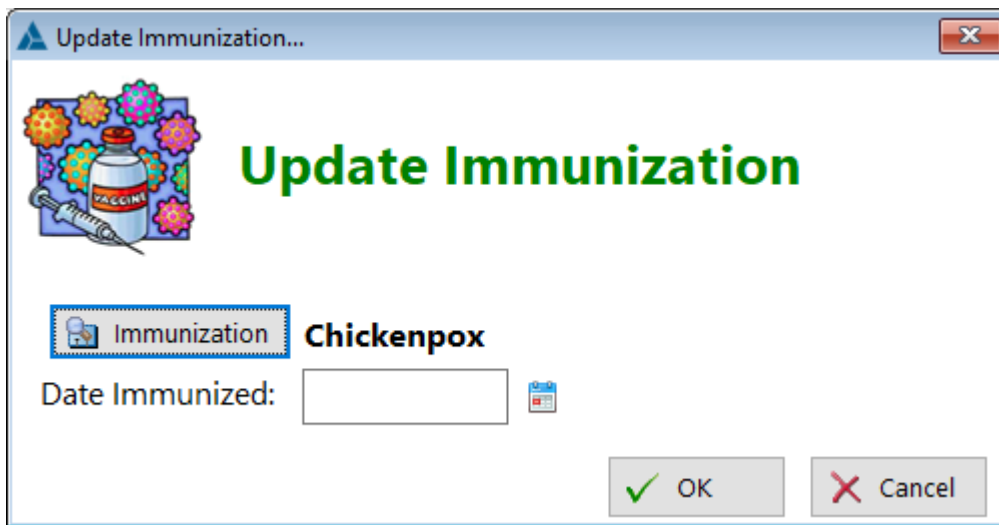 Update Immunization...
VACCINE
Update Immunization
Immunization Chickenpox
Date Immunized:
OK Cancel